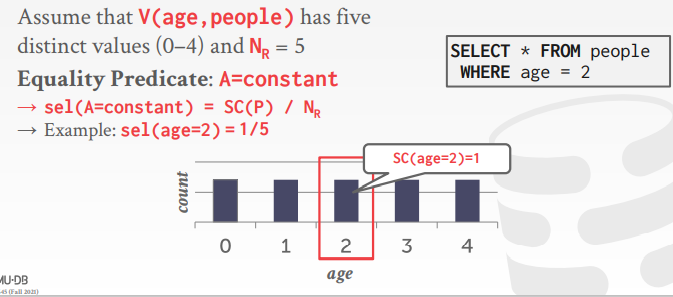 Assume that V(age,people) has five
distinct values (0–4) and N_R = 5
SELECT * FROM people
WHERE age = 2
Equality Predicate: A=constant
→ sel(A=constant) = SC(P) / N_R
→ Example: sel(age=2) = 1/5
SC(age=2)=1
count
0 1 2 3 4
age
MU·DB
45 (Fall 2021)